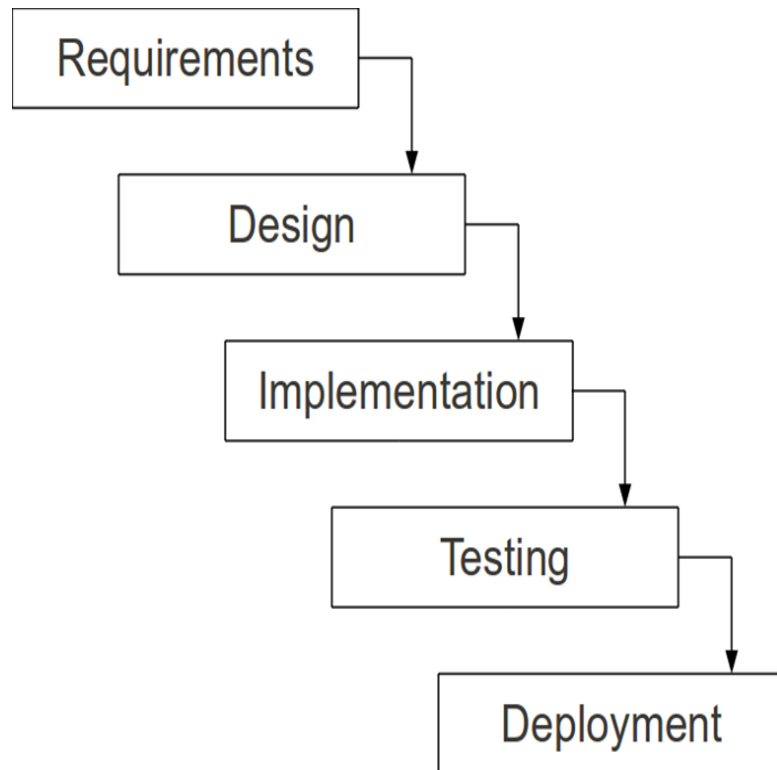 Requirements
Design
Implementation
Testing
Deployment